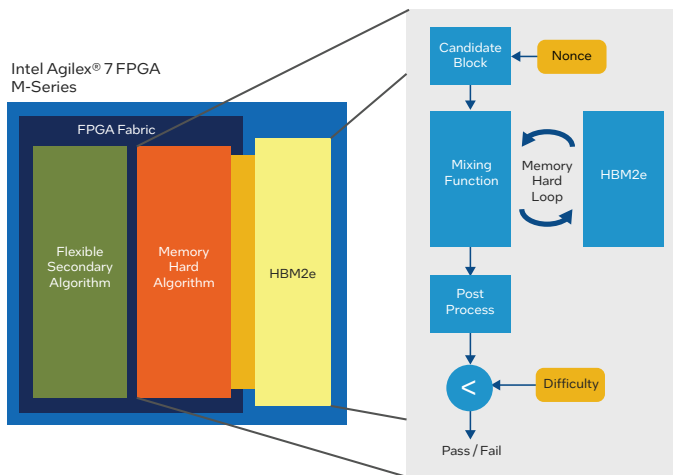 Intel Agilex® 7 FPGA
M-Series
FPGA Fabric
Flexible
Secondary
Algorithm
Memory
Hard
Algorithm
HBM2e
Candidate
Block
Nonce
Mixing
Function
Memory
Hard
Loop
HBM2e
Post
Process
<
Difficulty
Pass / Fail